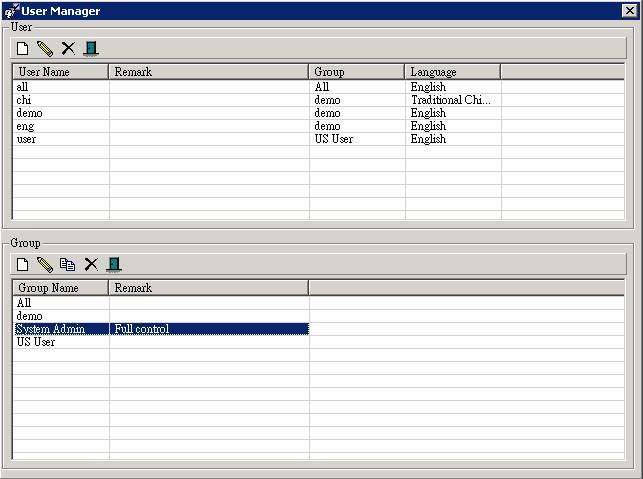 User Manager
User
User Name Remark Group Language
all All English
chi demo Traditional Chi...
demo demo English
eng demo English
user US User English
Group
Group Name Remark
All
demo
System Admin Full control
US User